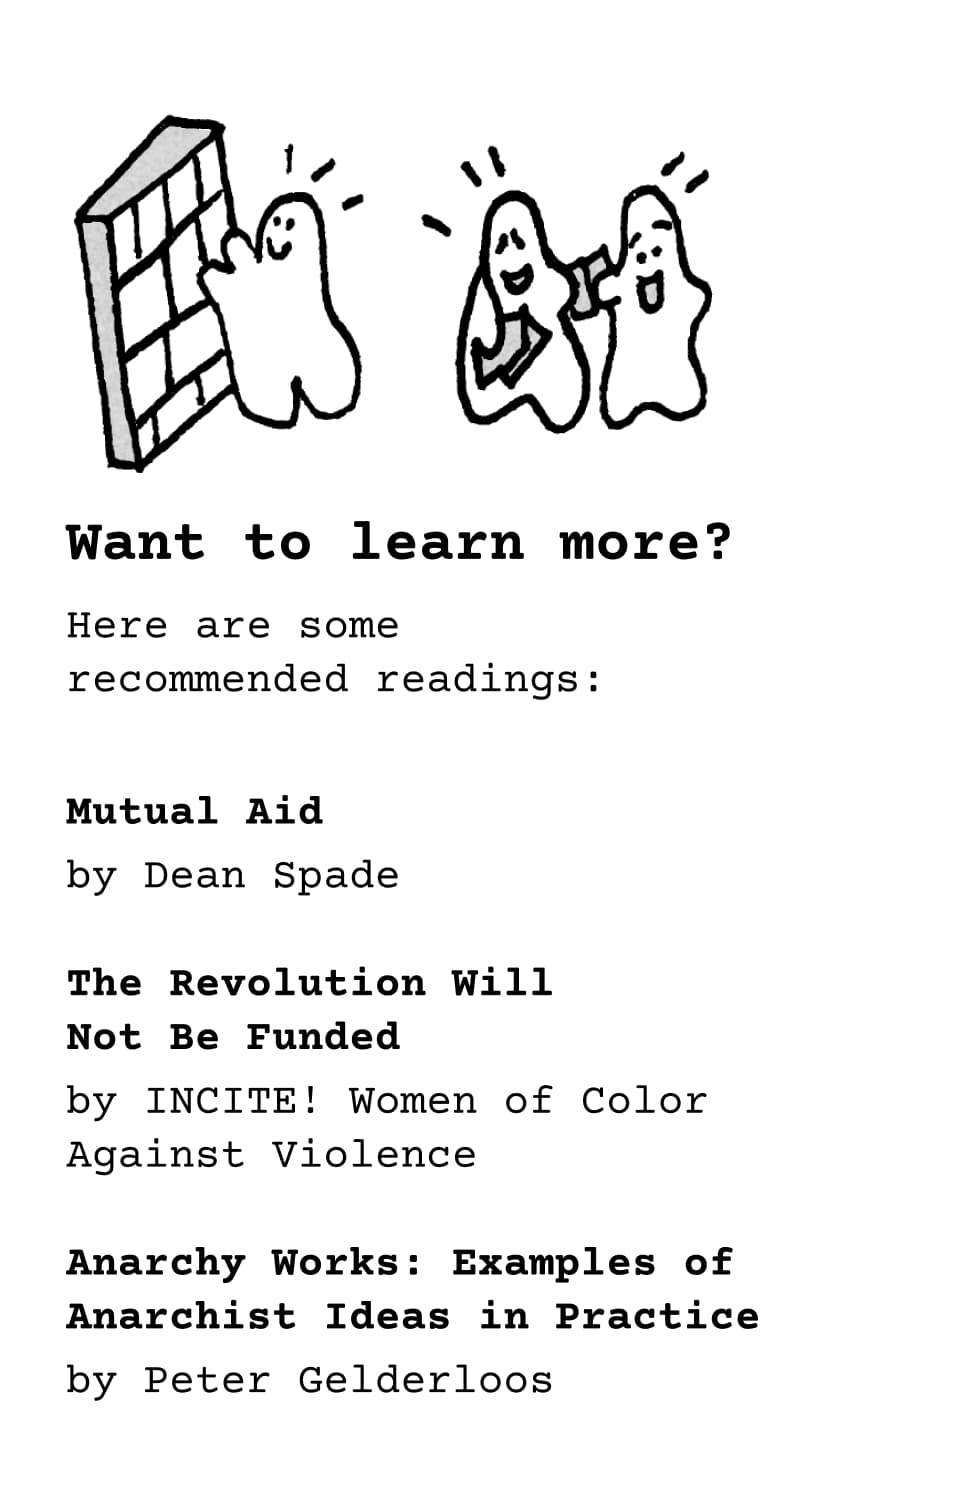 Want to learn more?
Here are some
recommended readings:
Mutual Aid
by Dean Spade
The Revolution Will
Not Be Funded
by INCITE! Women of Color
Against Violence
Anarchy Works: Examples of
Anarchist Ideas in Practice
by Peter Gelderloos